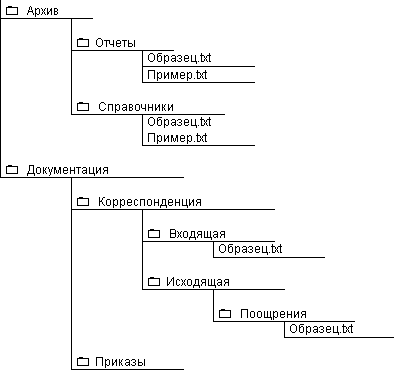 Архив
Отчеты
Образец.txt
Пример.txt
Справочники
Образец.txt
Пример.txt
Документация
Корреспонденция
Входящая
Образец.txt
Исходящая
Поощрения
Образец.txt
Приказы